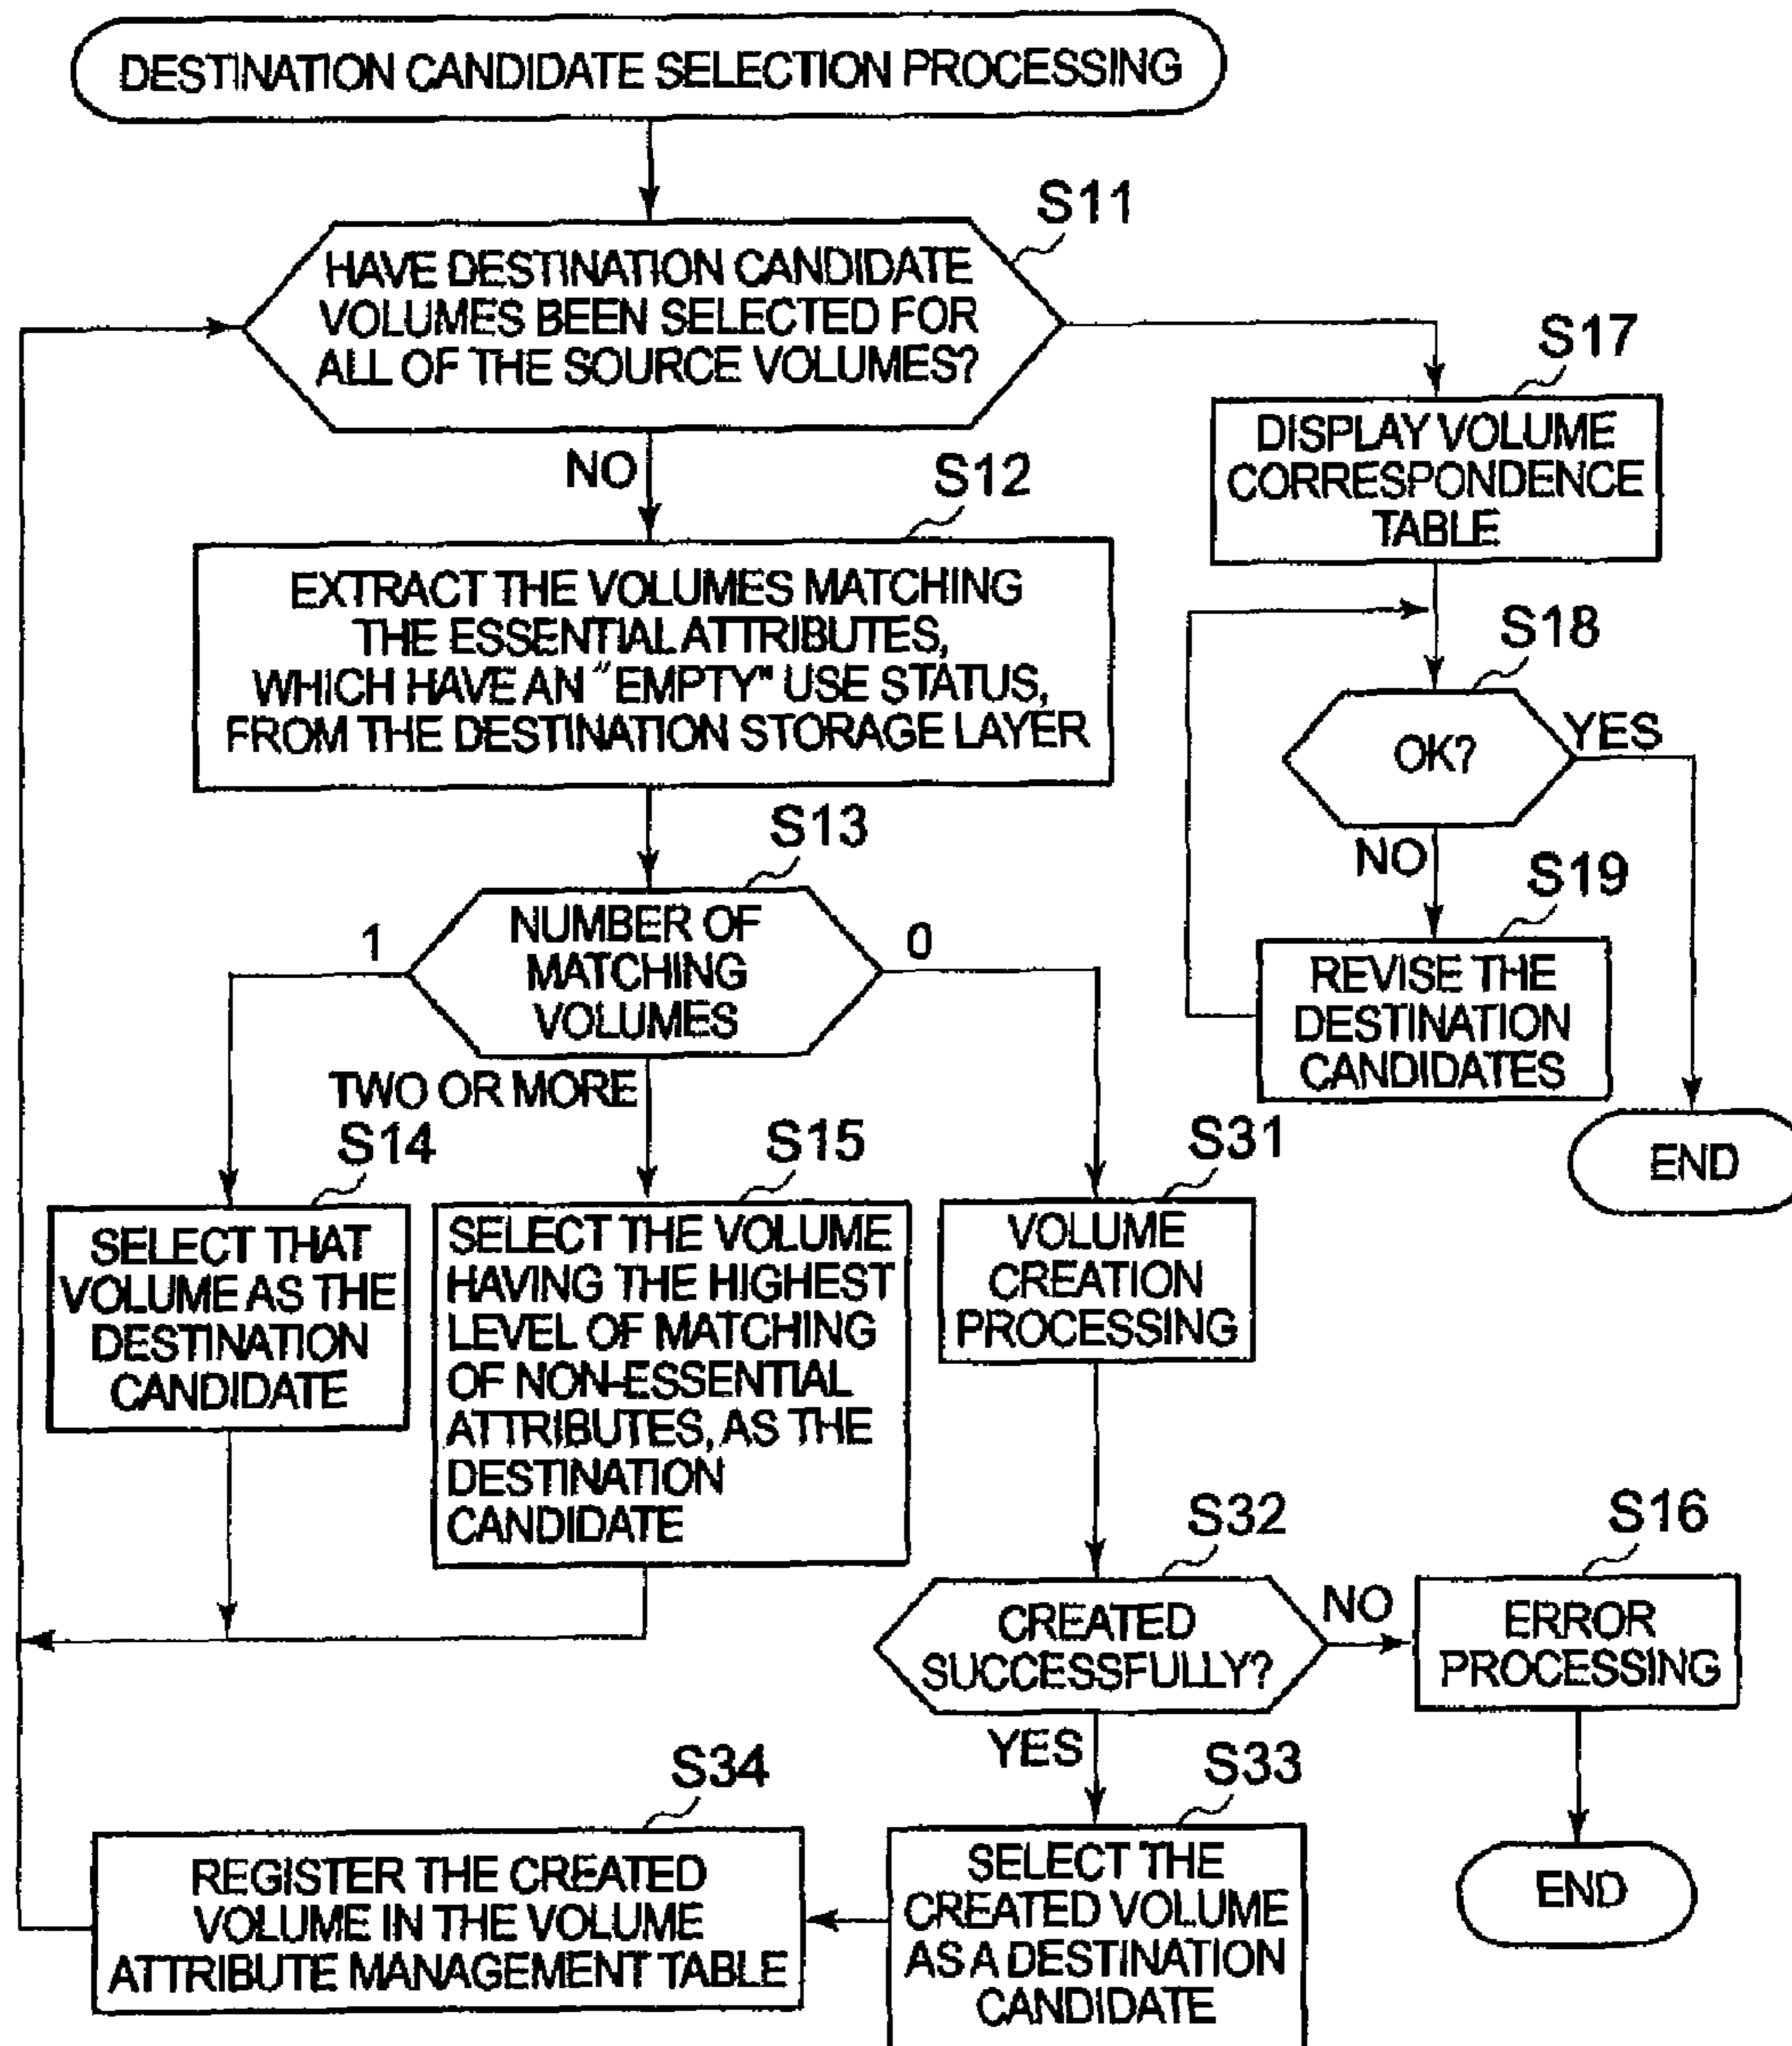 DESTINATION CANDIDATE SELECTION PROCESSING
S11
HAVE DESTINATION CANDIDATE
VOLUMES BEEN SELECTED FOR
ALL OF THE SOURCE VOLUMES?
NO
S12
EXTRACT THE VOLUMES MATCHING
THE ESSENTIAL ATTRIBUTES,
WHICH HAVE AN "EMPTY" USE STATUS,
FROM THE DESTINATION STORAGE LAYER
S13
NUMBER OF
MATCHING
VOLUMES
1
0
TWO OR MORE
S14
SELECT THAT
VOLUME AS THE
DESTINATION
CANDIDATE
S15
SELECT THE VOLUME
HAVING THE HIGHEST
LEVEL OF MATCHING
OF NON-ESSENTIAL
ATTRIBUTES, AS THE
DESTINATION
CANDIDATE
S31
VOLUME
CREATION
PROCESSING
S32
CREATED
SUCCESSFULLY?
NO
YES
S16
ERROR
PROCESSING
END
S33
SELECT THE
CREATED VOLUME
AS A DESTINATION
CANDIDATE
S34
REGISTER THE CREATED
VOLUME IN THE VOLUME
ATTRIBUTE MANAGEMENT TABLE
S17
DISPLAY VOLUME
CORRESPONDENCE
TABLE
S18
OK?
YES
NO
S19
REVISE THE
DESTINATION
CANDIDATES
END